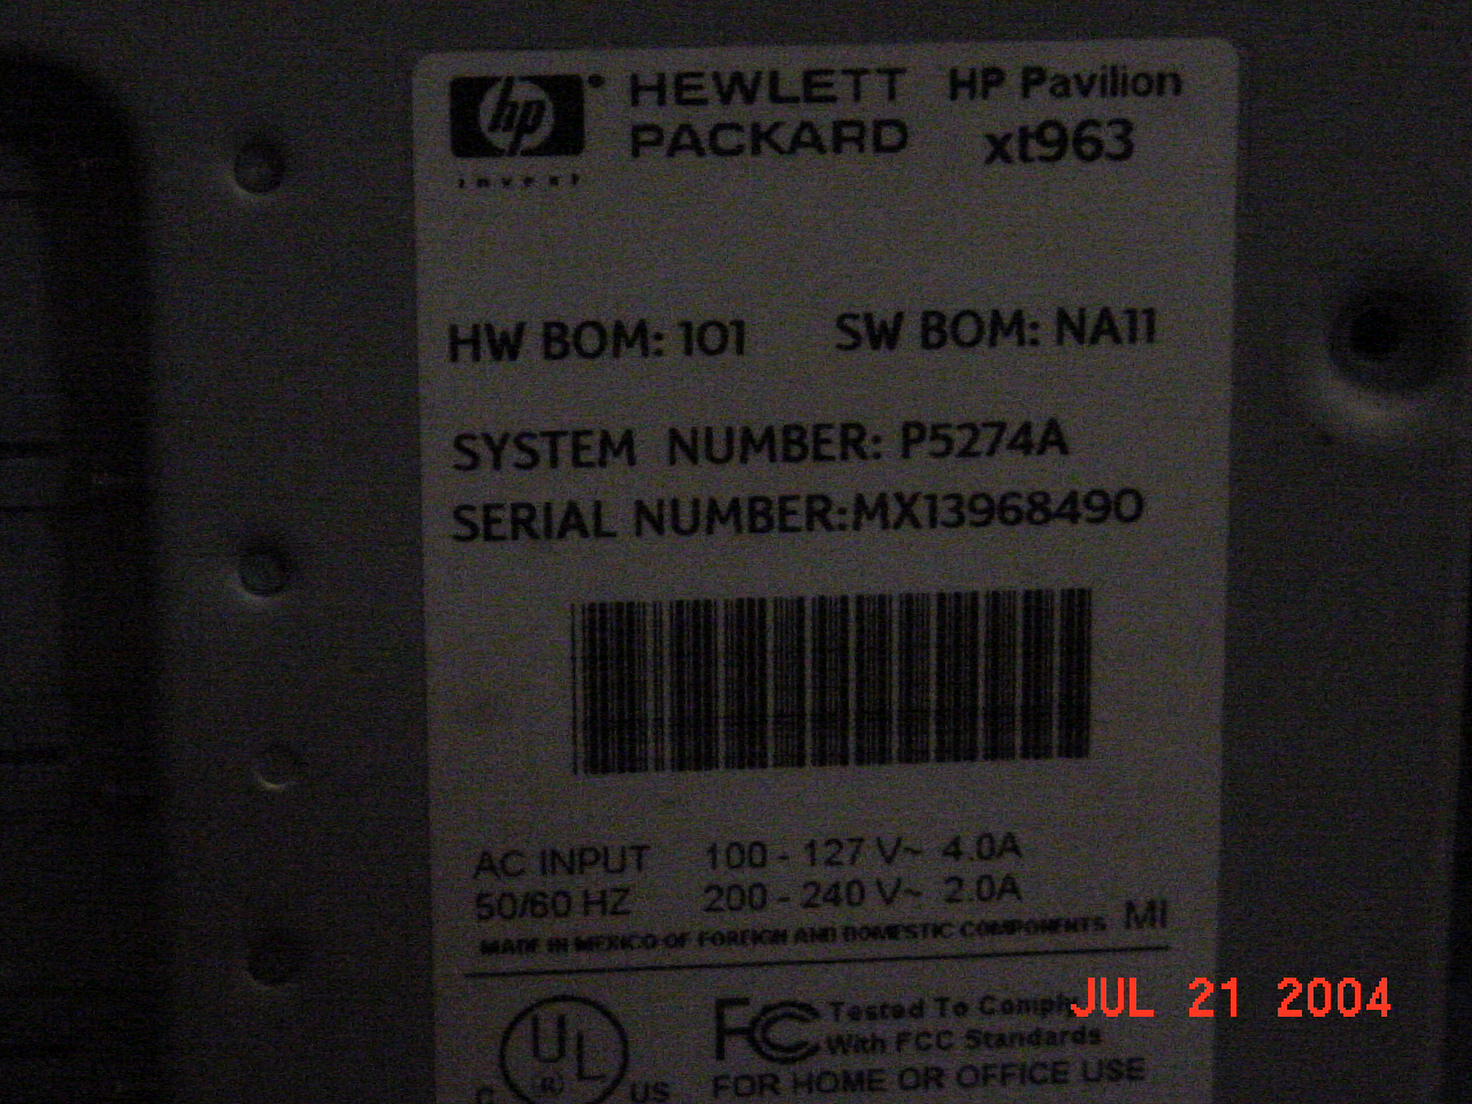 hp
HEWLETT PACKARD
HP Pavilion
xt963
invent
HW BOM: 101 SW BOM: NA11
SYSTEM NUMBER: P5274A
SERIAL NUMBER:MX13968490
AC INPUT 100 - 127 V~ 4.0A
50/60 HZ 200 - 240 V~ 2.0A
MADE IN MEXICO OF FOREIGN AND DOMESTIC COMPONENTS MI
C UL (R) US
FC Tested To Comply
With FCC Standards
FOR HOME OR OFFICE USE
JUL 21 2004